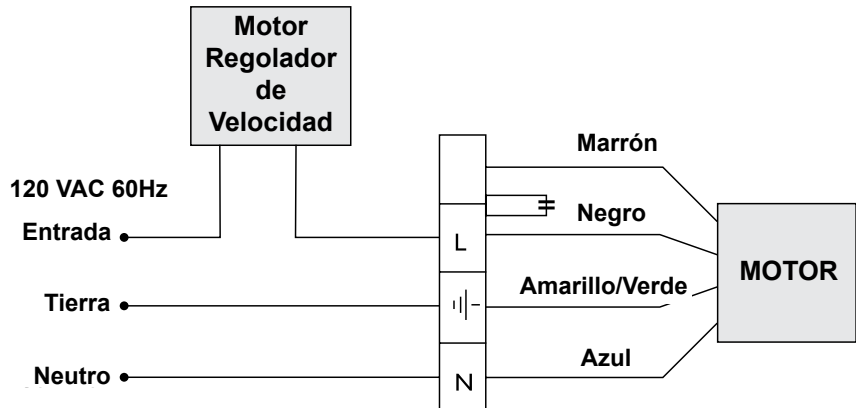 Motor
Regolador
de
Velocidad
120 VAC 60Hz
Entrada
Tierra
Neutro
L
N
Marrón
Negro
Amarillo/Verde
Azul
MOTOR